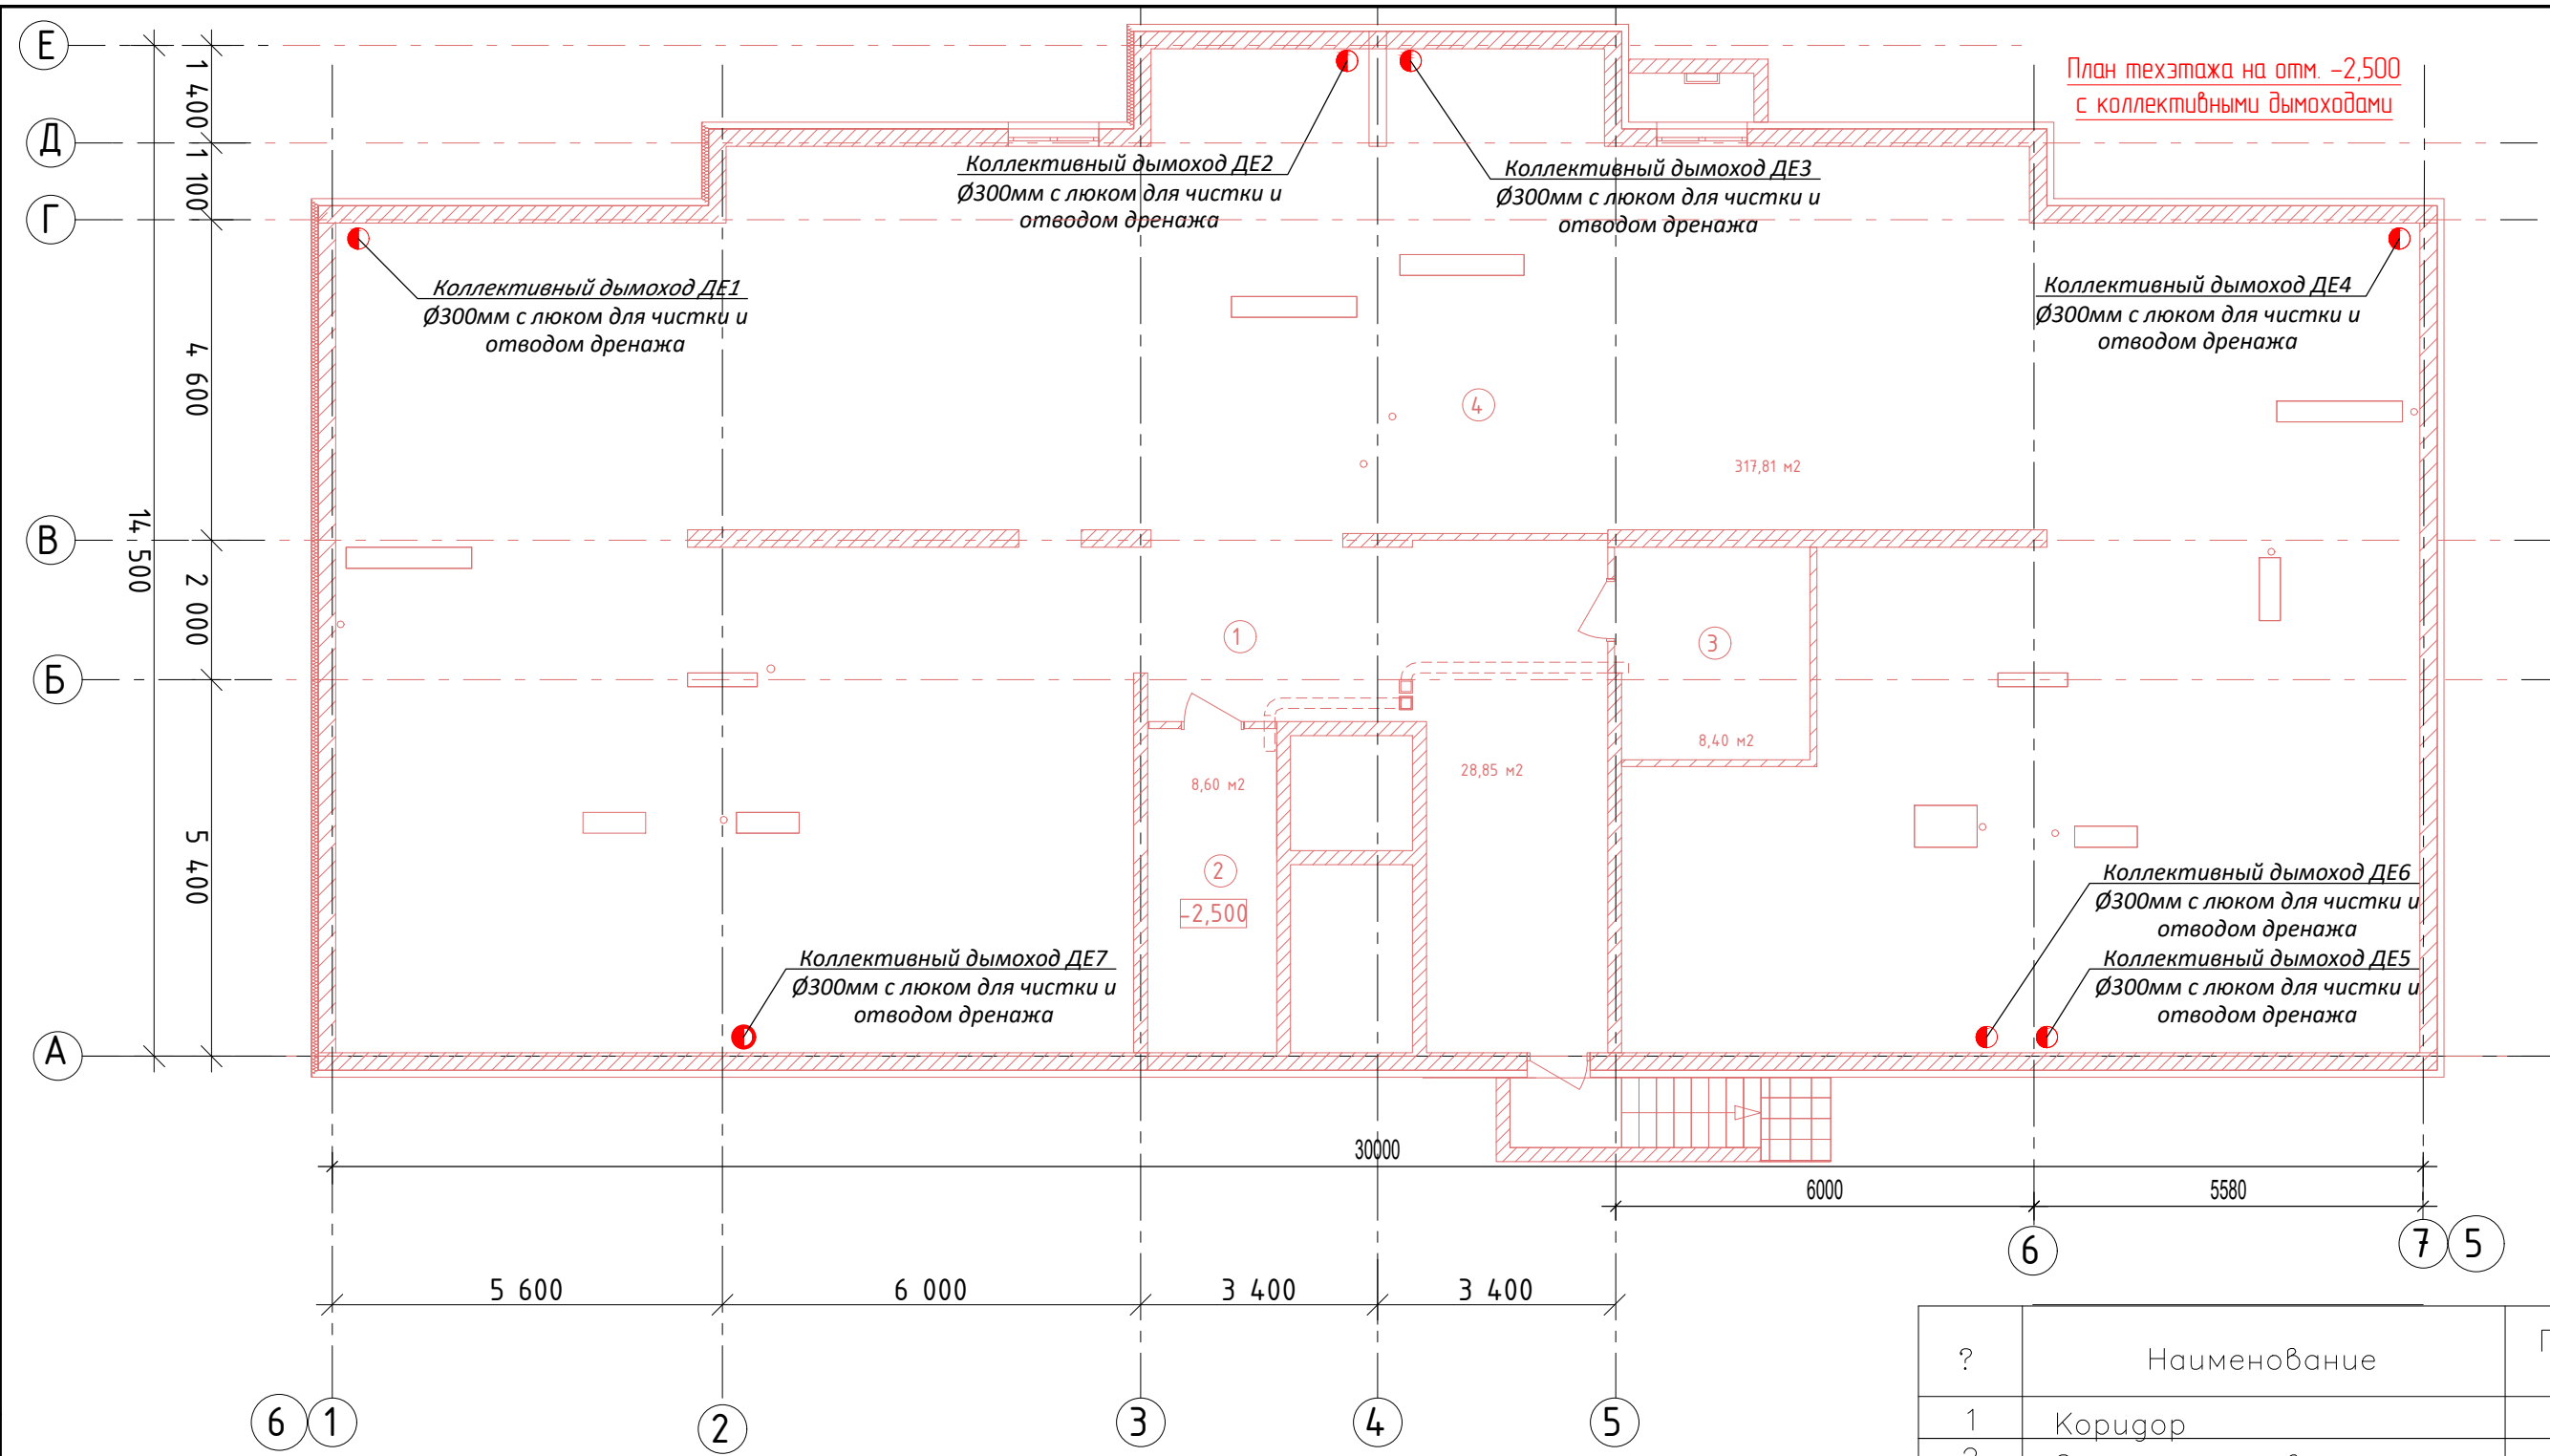 Е
Д
Г
В
Б
А
1 400
1 100
4 600
2 000
5 400
14 500
План техэтажа на отм. -2,500
с коллективными дымоходами
Коллективный дымоход ДЕ2
Ø300мм с люком для чистки и
отводом дренажа
Коллективный дымоход ДЕ3
Ø300мм с люком для чистки и
отводом дренажа
Коллективный дымоход ДЕ1
Ø300мм с люком для чистки и
отводом дренажа
Коллективный дымоход ДЕ4
Ø300мм с люком для чистки и
отводом дренажа
4
317,81 м2
1
3
8,40 м2
28,85 м2
8,60 м2
2
-2,500
Коллективный дымоход ДЕ6
Ø300мм с люком для чистки и
отводом дренажа
Коллективный дымоход ДЕ5
Ø300мм с люком для чистки и
отводом дренажа
Коллективный дымоход ДЕ7
Ø300мм с люком для чистки и
отводом дренажа
30000
6000
5580
6
7
5
5 600
6 000
3 400
3 400
6
1
2
3
4
5
? Наименование
1 Коридор